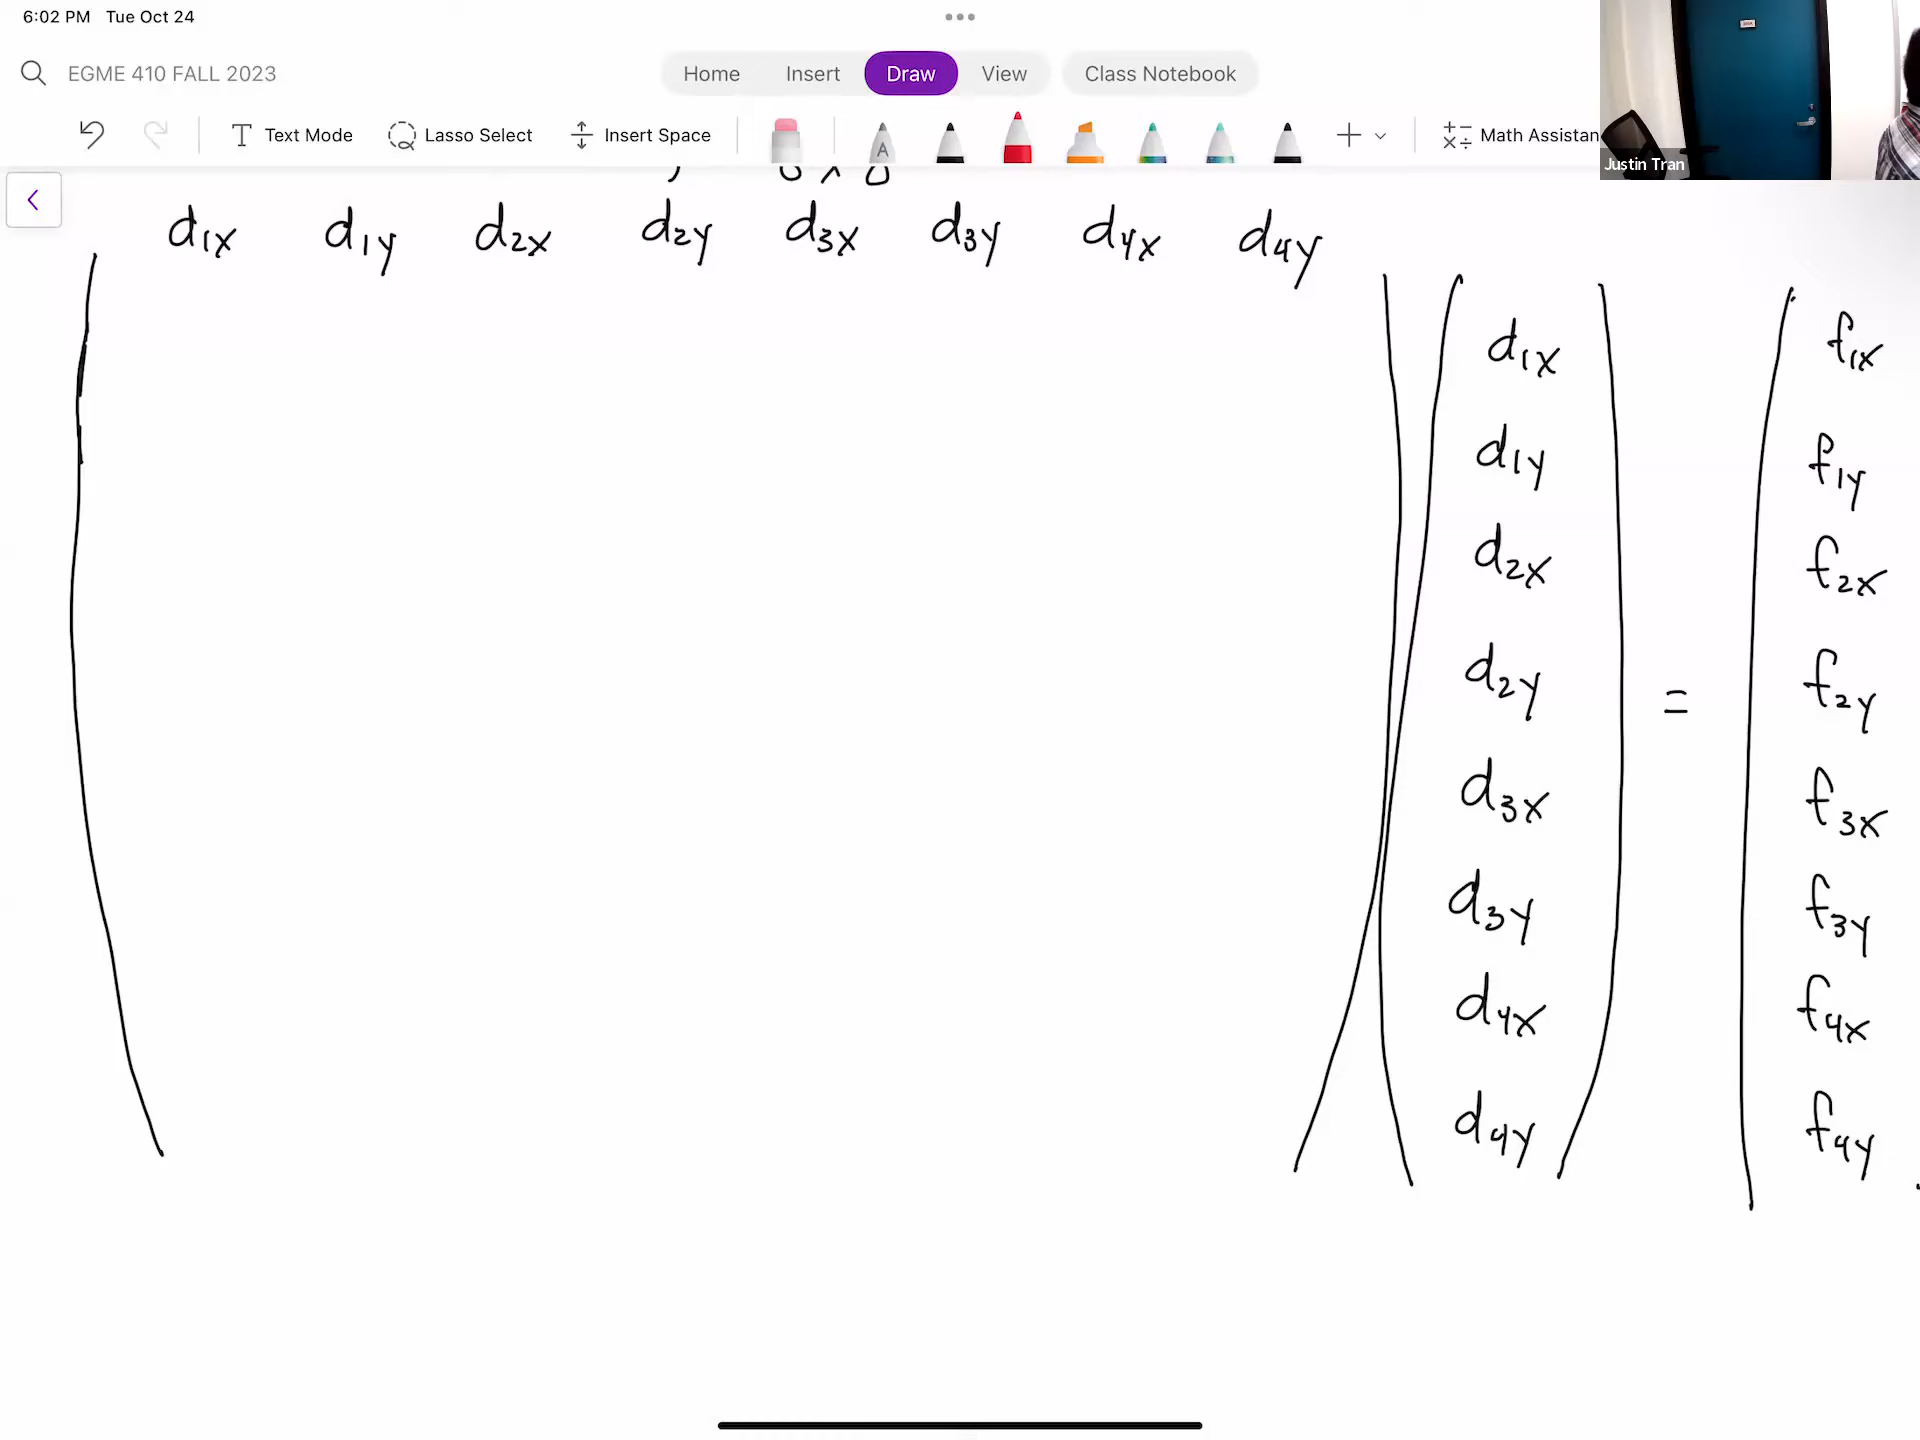 6:02 PM Tue Oct 24
EGME 410 FALL 2023
Home Insert Draw View Class Notebook
Text Mode Lasso Select Insert Space A Math Assistan
Justin Tran
d1x d1y d2x d2y d3x d3y d4x d4y
d1x f1x
d1y f1y
d2x f2x
d2y = f2y
d3x f3x
d3y f3y
d4x f4x
d4y f4y